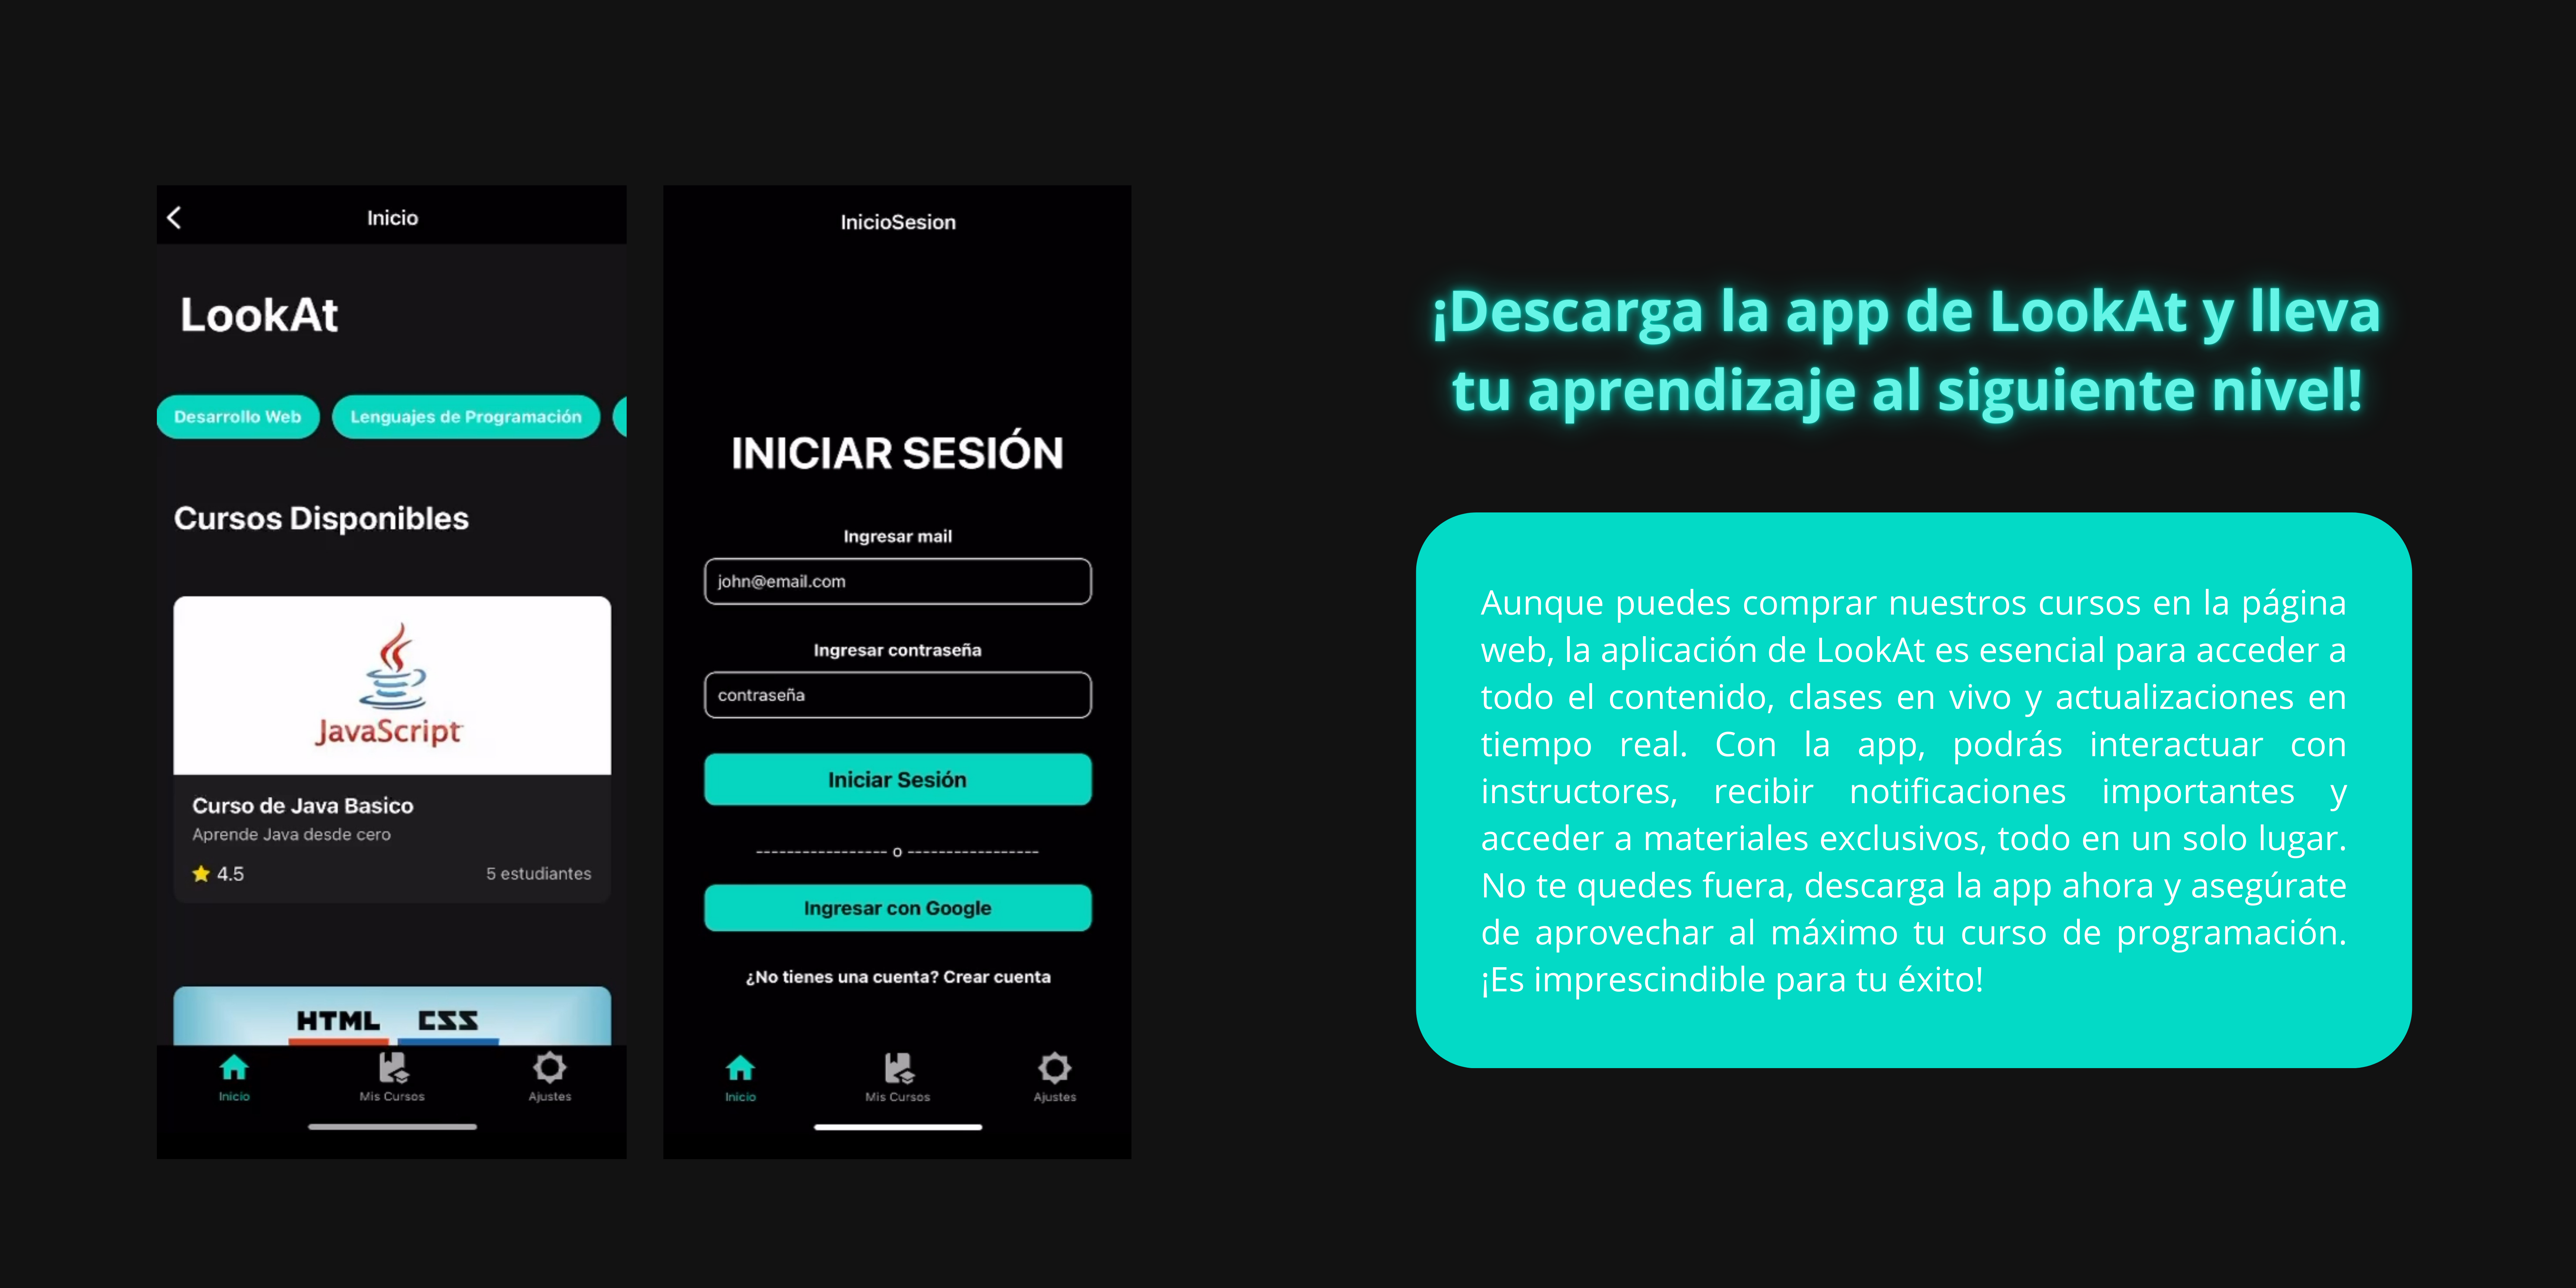 Inicio
LookAt
Desarrollo Web
Lenguajes de Programación
Cursos Disponibles
JavaScript
Curso de Java Basico
Aprende Java desde cero
4.5
5 estudiantes
HTML CSS
Inicio
Mis Cursos
Ajustes
InicioSesion
INICIAR SESIÓN
Ingresar mail
john@email.com
Ingresar contraseña
contraseña
Iniciar Sesión
----------------- o -----------------
Ingresar con Google
¿No tienes una cuenta? Crear cuenta
Inicio
Mis Cursos
Ajustes
¡Descarga la app de LookAt y lleva
tu aprendizaje al siguiente nivel!
Aunque puedes comprar nuestros cursos en la página
web, la aplicación de LookAt es esencial para acceder a
todo el contenido, clases en vivo y actualizaciones en
tiempo real. Con la app, podrás interactuar con
instructores, recibir notificaciones importantes y
acceder a materiales exclusivos, todo en un solo lugar.
No te quedes fuera, descarga la app ahora y asegúrate
de aprovechar al máximo tu curso de programación.
¡Es imprescindible para tu éxito!